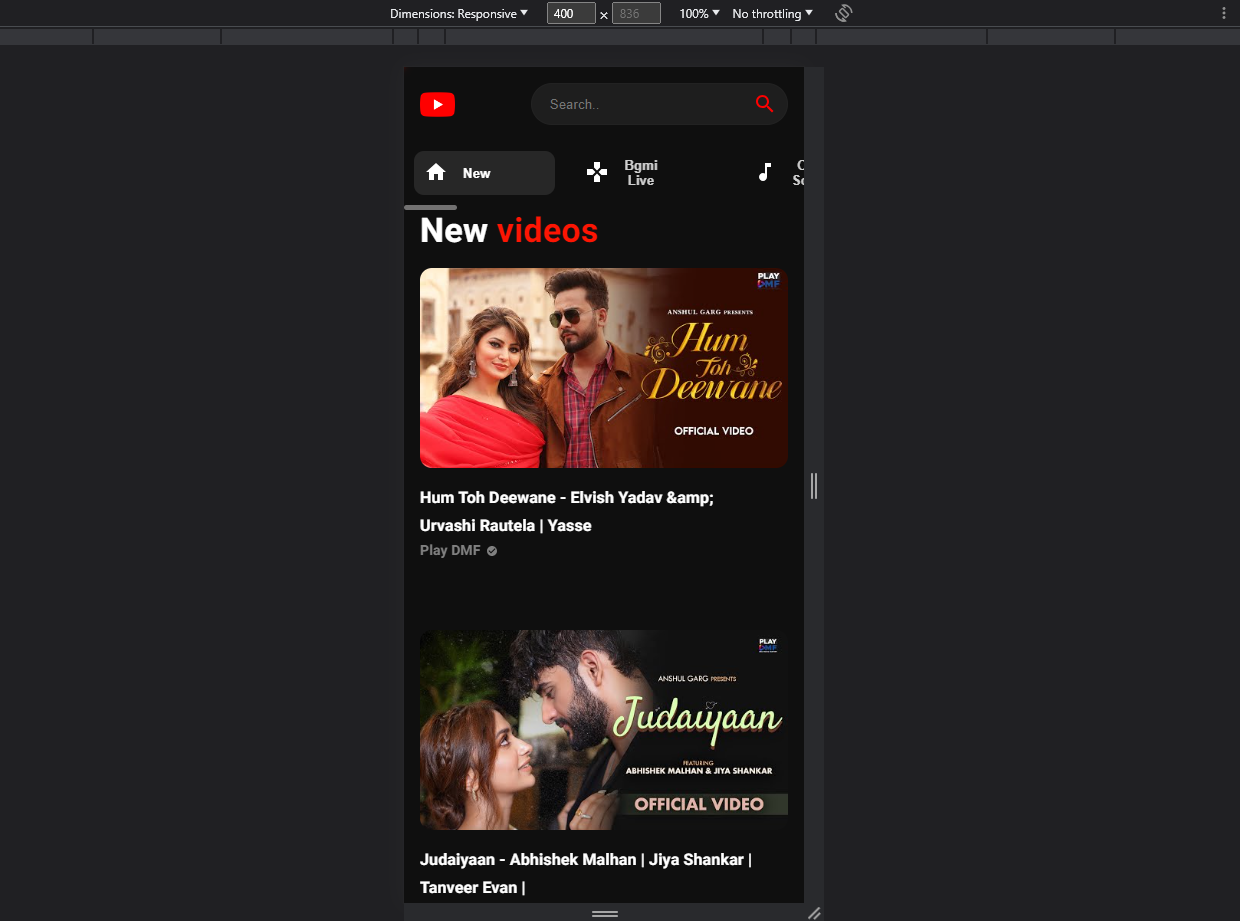 Dimensions: Responsive 400 x 836 100% No throttling
Search..
New
Bgmi
Live
New videos
PLAY
DMF
ANSHUL GARG PRESENTS
Hum
Toh
Deewane
OFFICIAL VIDEO
Hum Toh Deewane - Elvish Yadav &amp;
Urvashi Rautela | Yasse
Play DMF
PLAY
DMF
ANSHUL GARG PRESENTS
Judaiyaan
FEATURING
ABHISHEK MALHAN & JIYA SHANKAR
OFFICIAL VIDEO
Judaiyaan - Abhishek Malhan | Jiya Shankar |
Tanveer Evan |